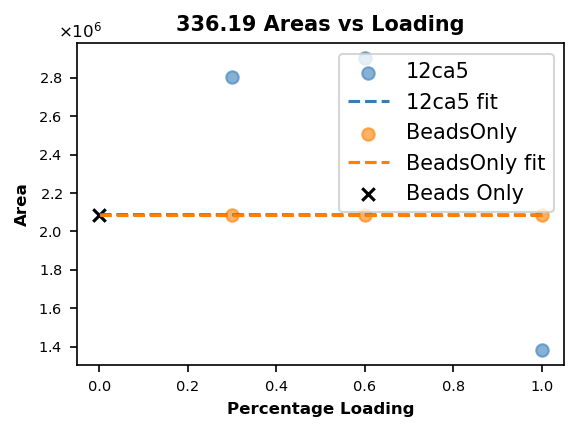 336.19 Areas vs Loading
×10⁶
2.8
2.6
2.4
2.2
2.0
1.8
1.6
1.4
Area
12ca5
12ca5 fit
BeadsOnly
BeadsOnly fit
Beads Only
0.0 0.2 0.4 0.6 0.8 1.0
Percentage Loading